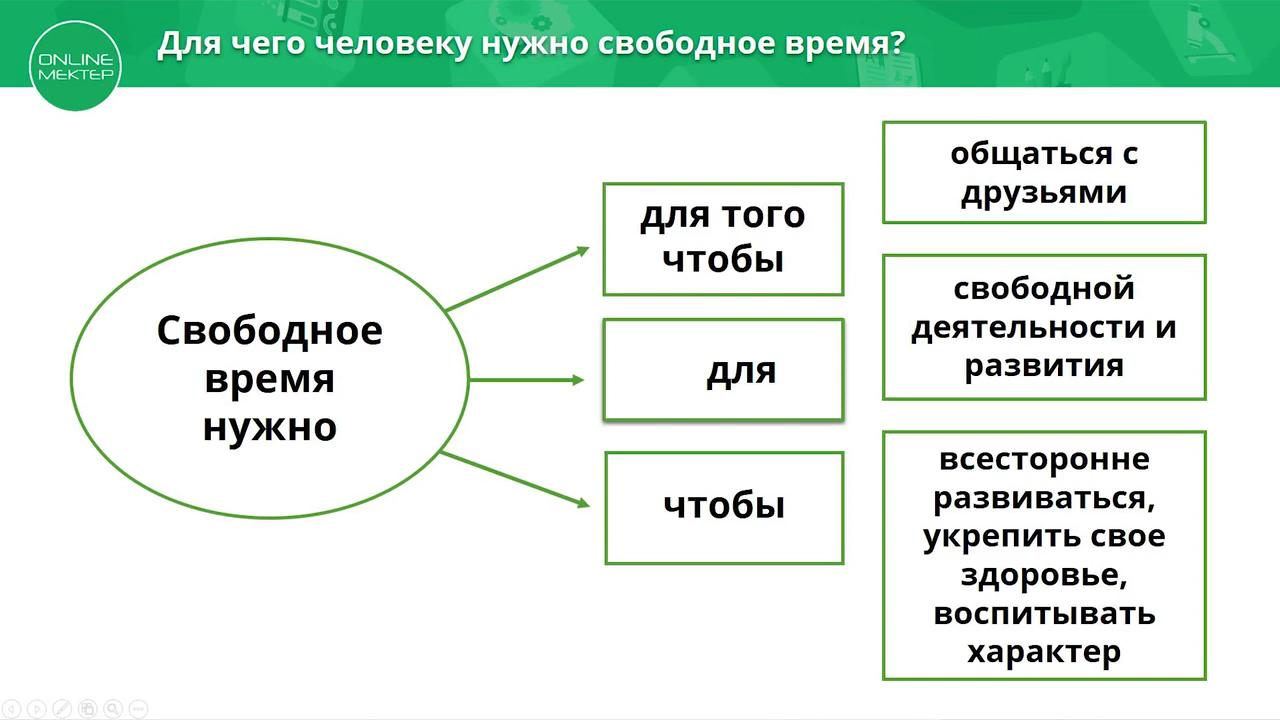 Для чего человеку нужно свободное время?
ONLINE
МЕКТЕР
Свободное
время
нужно
для того
чтобы
для
чтобы
общаться с
друзьями
свободной
деятельности и
развития
всесторонне
развиваться,
укрепить свое
здоровье,
воспитывать
характер